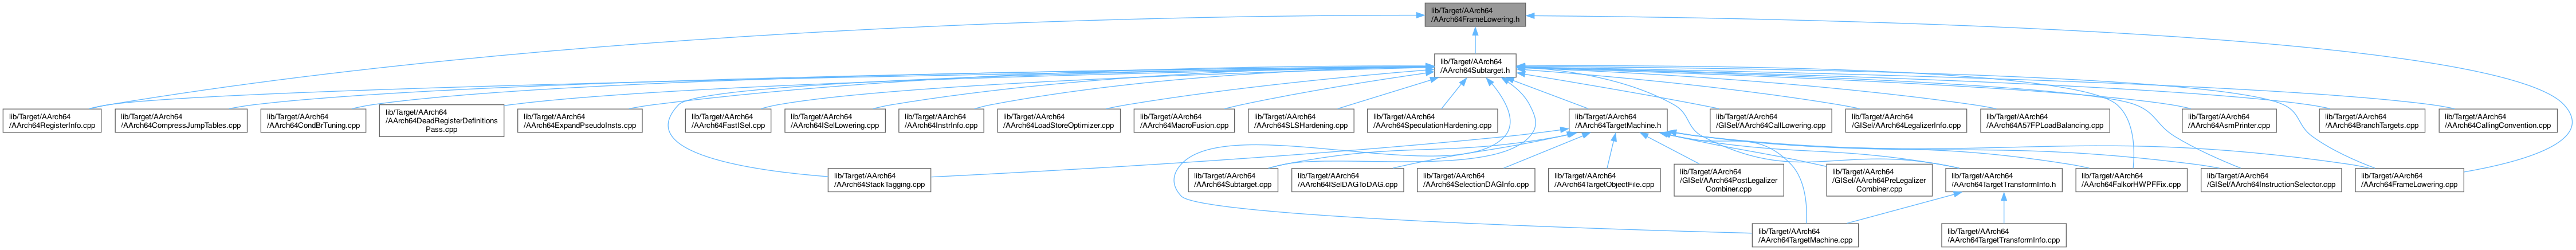 lib/Target/AArch64
/AArch64FrameLowering.h
lib/Target/AArch64
/AArch64Subtarget.h
lib/Target/AArch64
/AArch64RegisterInfo.cpp
lib/Target/AArch64
/AArch64CompressJumpTables.cpp
lib/Target/AArch64
/AArch64CondBrTuning.cpp
lib/Target/AArch64
/AArch64DeadRegisterDefinitions
Pass.cpp
lib/Target/AArch64
/AArch64ExpandPseudoInsts.cpp
lib/Target/AArch64
/AArch64FastISel.cpp
lib/Target/AArch64
/AArch64ISelLowering.cpp
lib/Target/AArch64
/AArch64InstrInfo.cpp
lib/Target/AArch64
/AArch64LoadStoreOptimizer.cpp
lib/Target/AArch64
/AArch64MacroFusion.cpp
lib/Target/AArch64
/AArch64SLSHardening.cpp
lib/Target/AArch64
/AArch64SpeculationHardening.cpp
lib/Target/AArch64
/AArch64TargetMachine.h
lib/Target/AArch64
/GISel/AArch64CallLowering.cpp
lib/Target/AArch64
/GISel/AArch64LegalizerInfo.cpp
lib/Target/AArch64
/AArch64A57FPLoadBalancing.cpp
lib/Target/AArch64
/AArch64AsmPrinter.cpp
lib/Target/AArch64
/AArch64BranchTargets.cpp
lib/Target/AArch64
/AArch64CallingConvention.cpp
lib/Target/AArch64
/AArch64StackTagging.cpp
lib/Target/AArch64
/AArch64Subtarget.cpp
lib/Target/AArch64
/AArch64ISelDAGToDAG.cpp
lib/Target/AArch64
/AArch64SelectionDAGInfo.cpp
lib/Target/AArch64
/AArch64TargetObjectFile.cpp
lib/Target/AArch64
/GISel/AArch64PostLegalizer
Combiner.cpp
lib/Target/AArch64
/GISel/AArch64PreLegalizer
Combiner.cpp
lib/Target/AArch64
/AArch64TargetTransformInfo.h
lib/Target/AArch64
/AArch64FalkorHWPFFix.cpp
lib/Target/AArch64
/GISel/AArch64InstructionSelector.cpp
lib/Target/AArch64
/AArch64FrameLowering.cpp
lib/Target/AArch64
/AArch64TargetMachine.cpp
lib/Target/AArch64
/AArch64TargetTransformInfo.cpp